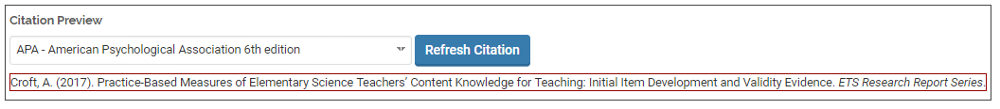 Citation Preview
APA - American Psychological Association 6th edition
Refresh Citation
Croft, A. (2017). Practice-Based Measures of Elementary Science Teachers’ Content Knowledge for Teaching: Initial Item Development and Validity Evidence. ETS Research Report Series.